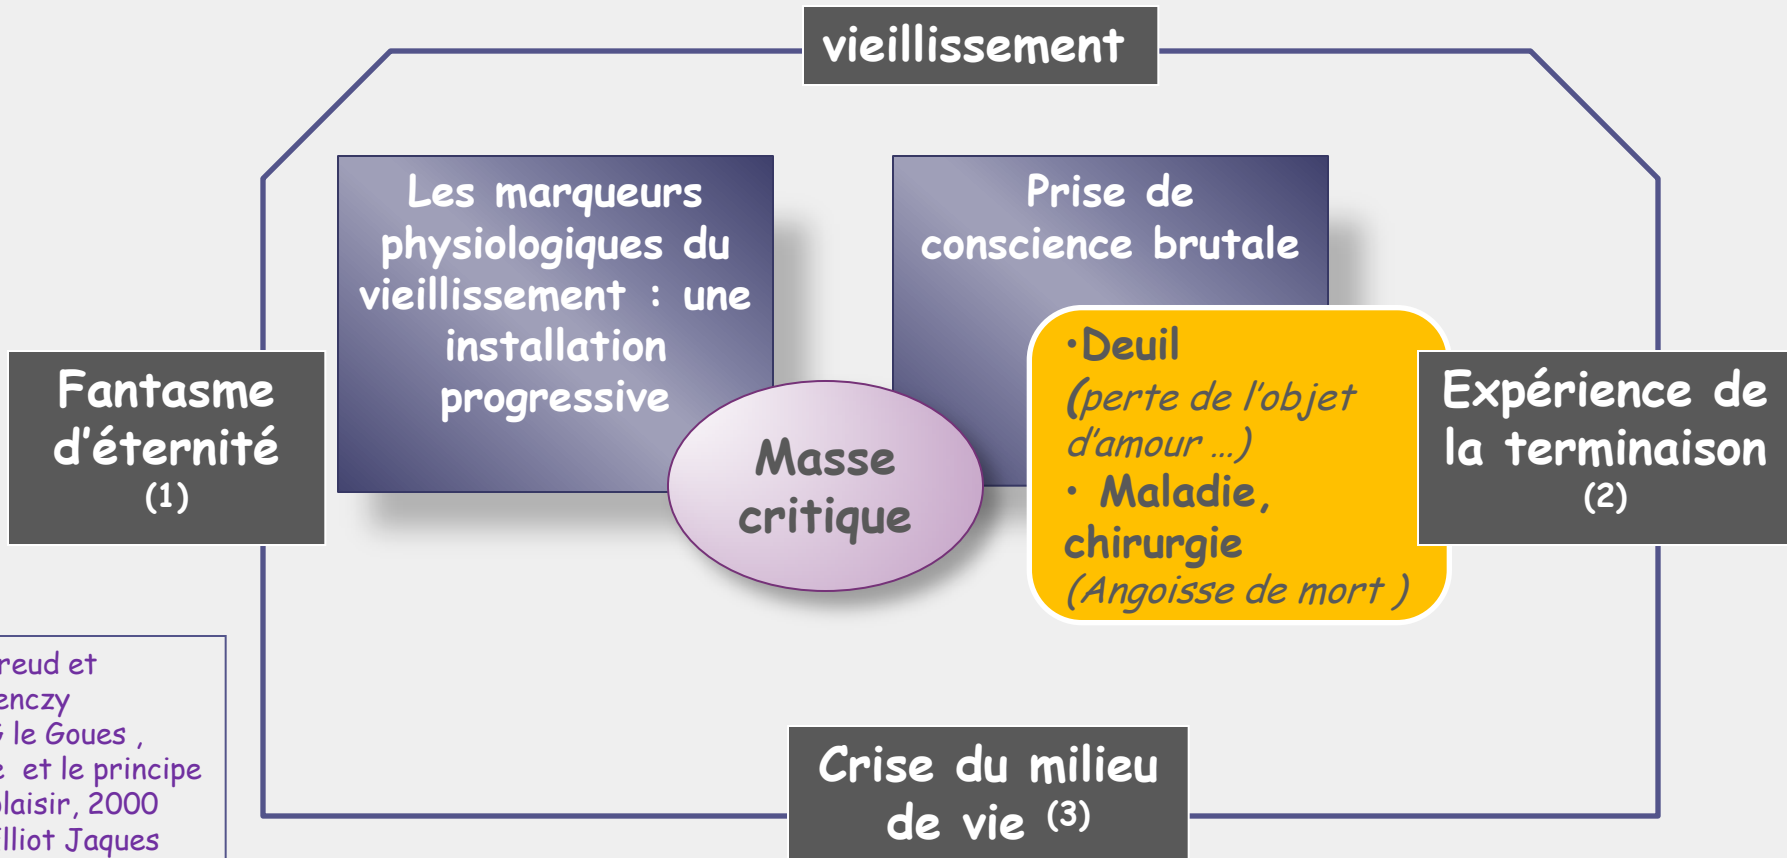 vieillissement
Les marqueurs
physiologiques du
vieillissement : une
installation
progressive
Prise de
conscience brutale
Fantasme
d'éternité
(1)
Masse
critique
•Deuil
(perte de l'objet
d'amour …)
• Maladie,
chirurgie
(Angoisse de mort )
Expérience de
la terminaison
(2)
Crise du milieu
de vie (3)
reud et
enczy
le Goues ,
et le principe
plaisir, 2000
lliot Jaques